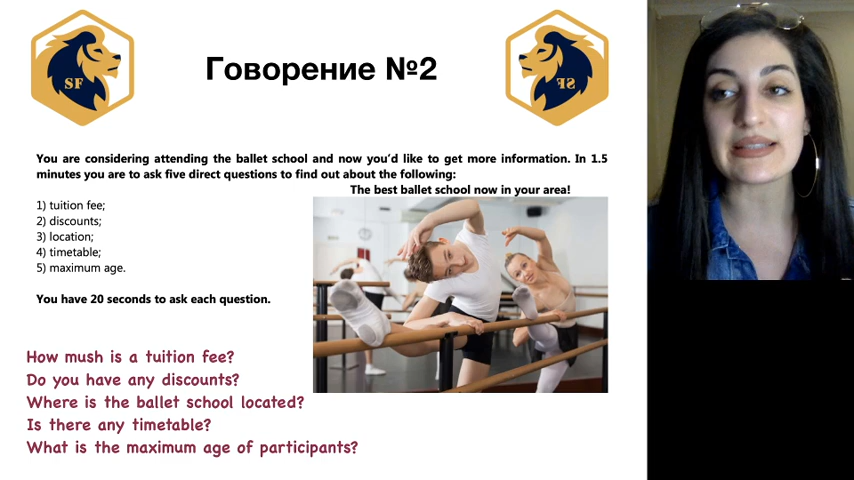 SF
Говорение №2
SF
You are considering attending the ballet school and now you'd like to get more information. In 1.5
minutes you are to ask five direct questions to find out about the following:
The best ballet school now in your area!
1) tuition fee;
2) discounts;
3) location;
4) timetable;
5) maximum age.
You have 20 seconds to ask each question.
How mush is a tuition fee?
Do you have any discounts?
Where is the ballet school located?
Is there any timetable?
What is the maximum age of participants?